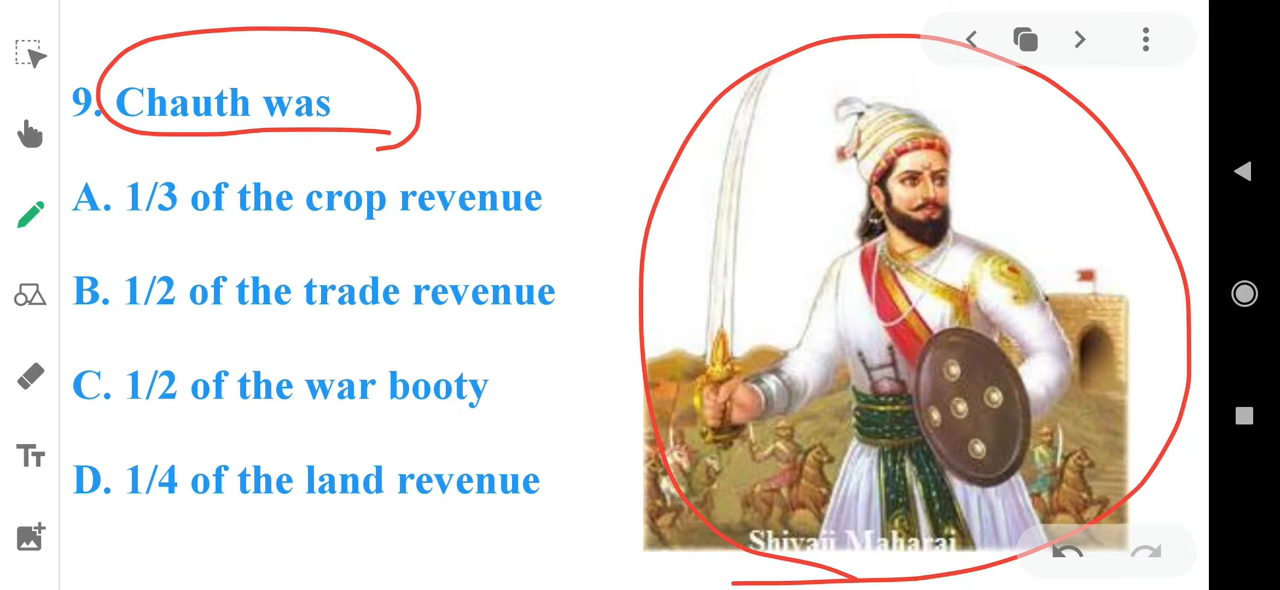 9. Chauth was
A. 1/3 of the crop revenue
B. 1/2 of the trade revenue
C. 1/2 of the war booty
D. 1/4 of the land revenue
Shivaji Maharaj